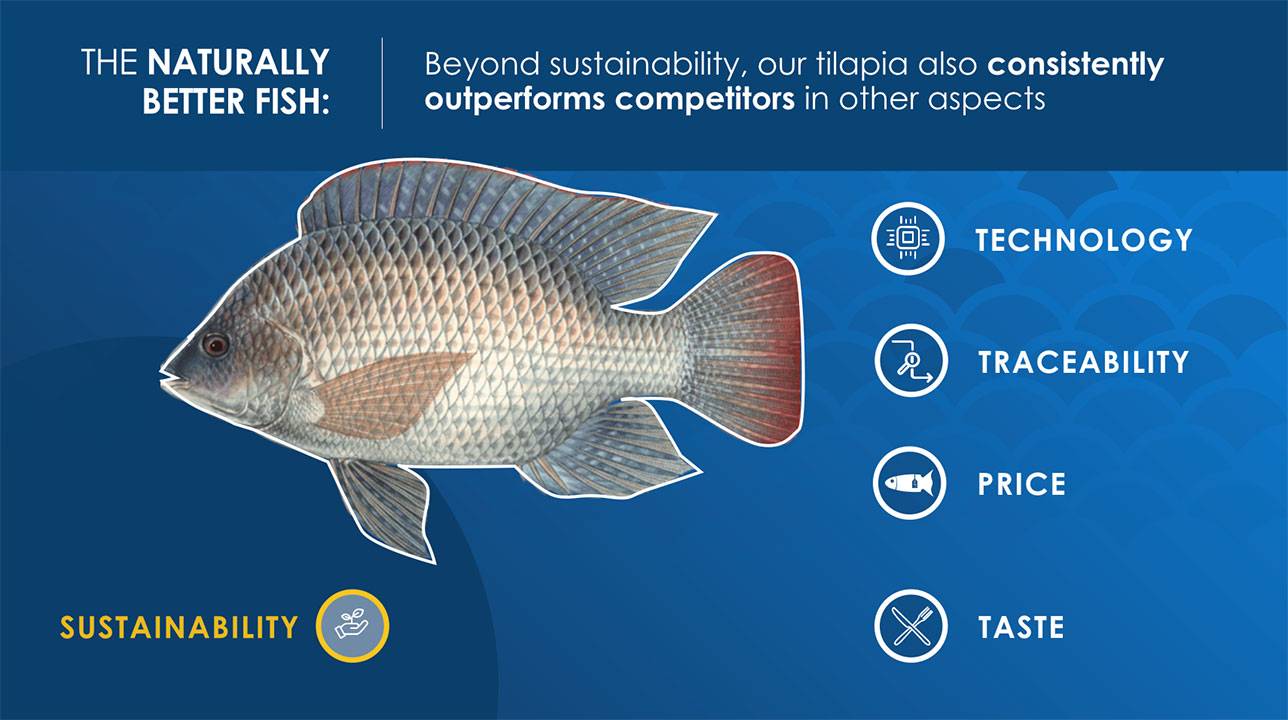 THE NATURALLY
BETTER FISH:
Beyond sustainability, our tilapia also consistently
outperforms competitors in other aspects
TECHNOLOGY
TRACEABILITY
PRICE
SUSTAINABILITY
TASTE